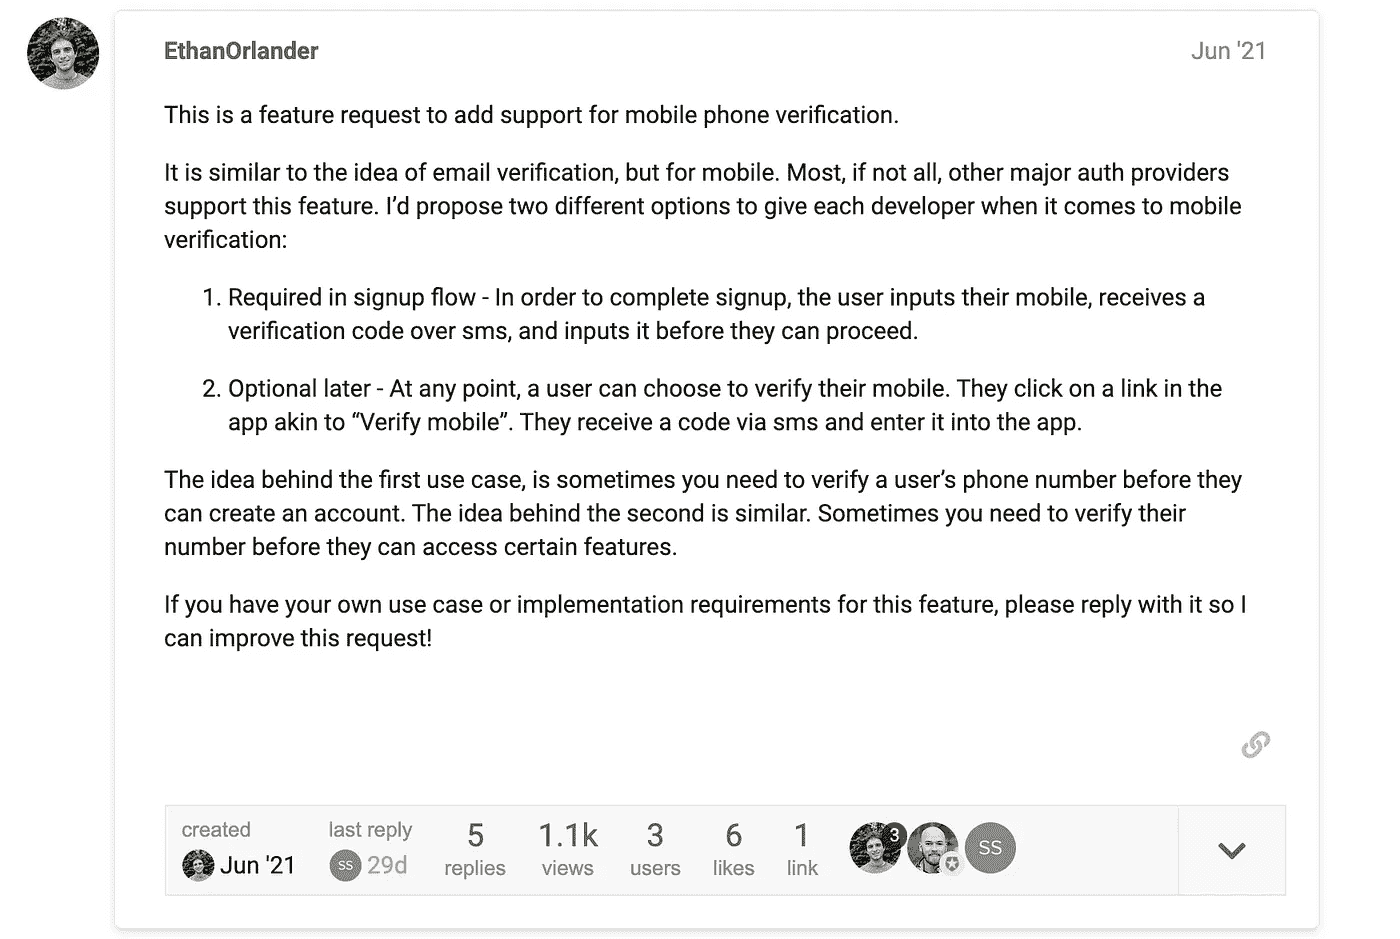 EthanOrlander
Jun '21
This is a feature request to add support for mobile phone verification.
It is similar to the idea of email verification, but for mobile. Most, if not all, other major auth providers
support this feature. I’d propose two different options to give each developer when it comes to mobile
verification:
1. Required in signup flow - In order to complete signup, the user inputs their mobile, receives a
verification code over sms, and inputs it before they can proceed.
2. Optional later - At any point, a user can choose to verify their mobile. They click on a link in the
app akin to “Verify mobile”. They receive a code via sms and enter it into the app.
The idea behind the first use case, is sometimes you need to verify a user’s phone number before they
can create an account. The idea behind the second is similar. Sometimes you need to verify their
number before they can access certain features.
If you have your own use case or implementation requirements for this feature, please reply with it so I
can improve this request!
created
Jun '21
last reply
SS 29d
5
replies
1.1k
views
3
users
6
likes
1
link
3
SS